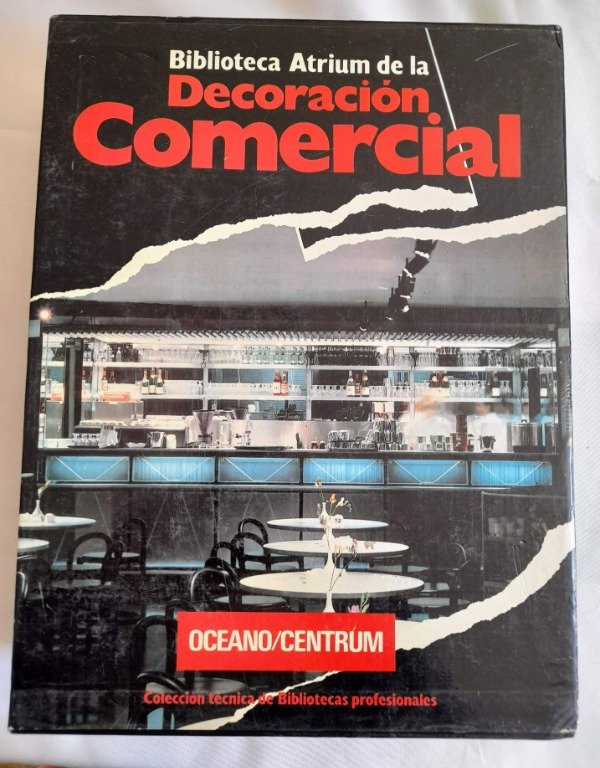 Biblioteca Atrium de la
Decoración
Comercial
OCEANO/CENTRUM
Colección técnica de Bibliotecas profesionales